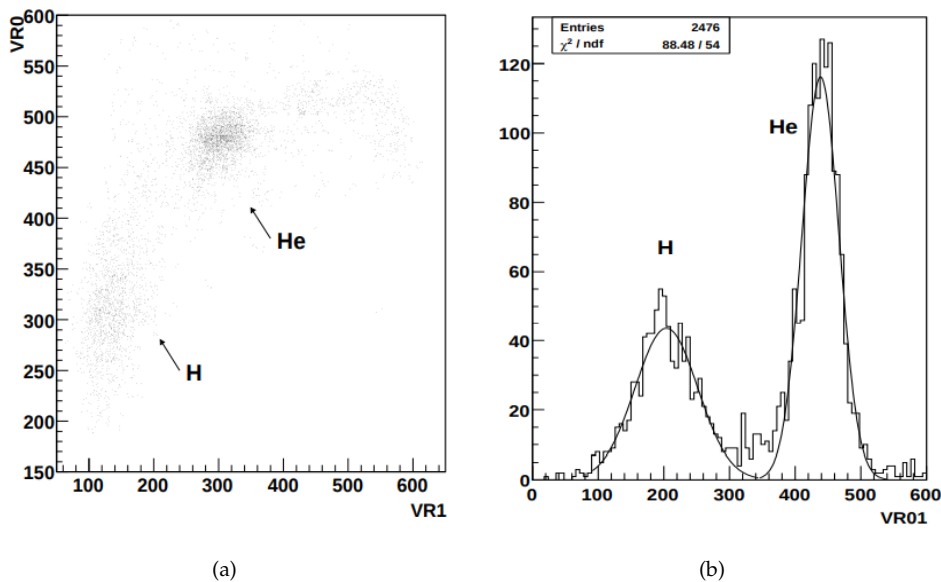 VR0
600
550
500
450
400
350
300
250
200
150
He
H
100 200 300 400 500 600
VR1
(a)
Entries 2476
χ² / ndf 88.48 / 54
120
100
80
60
40
20
0
He
H
0 100 200 300 400 500 600
VR01
(b)